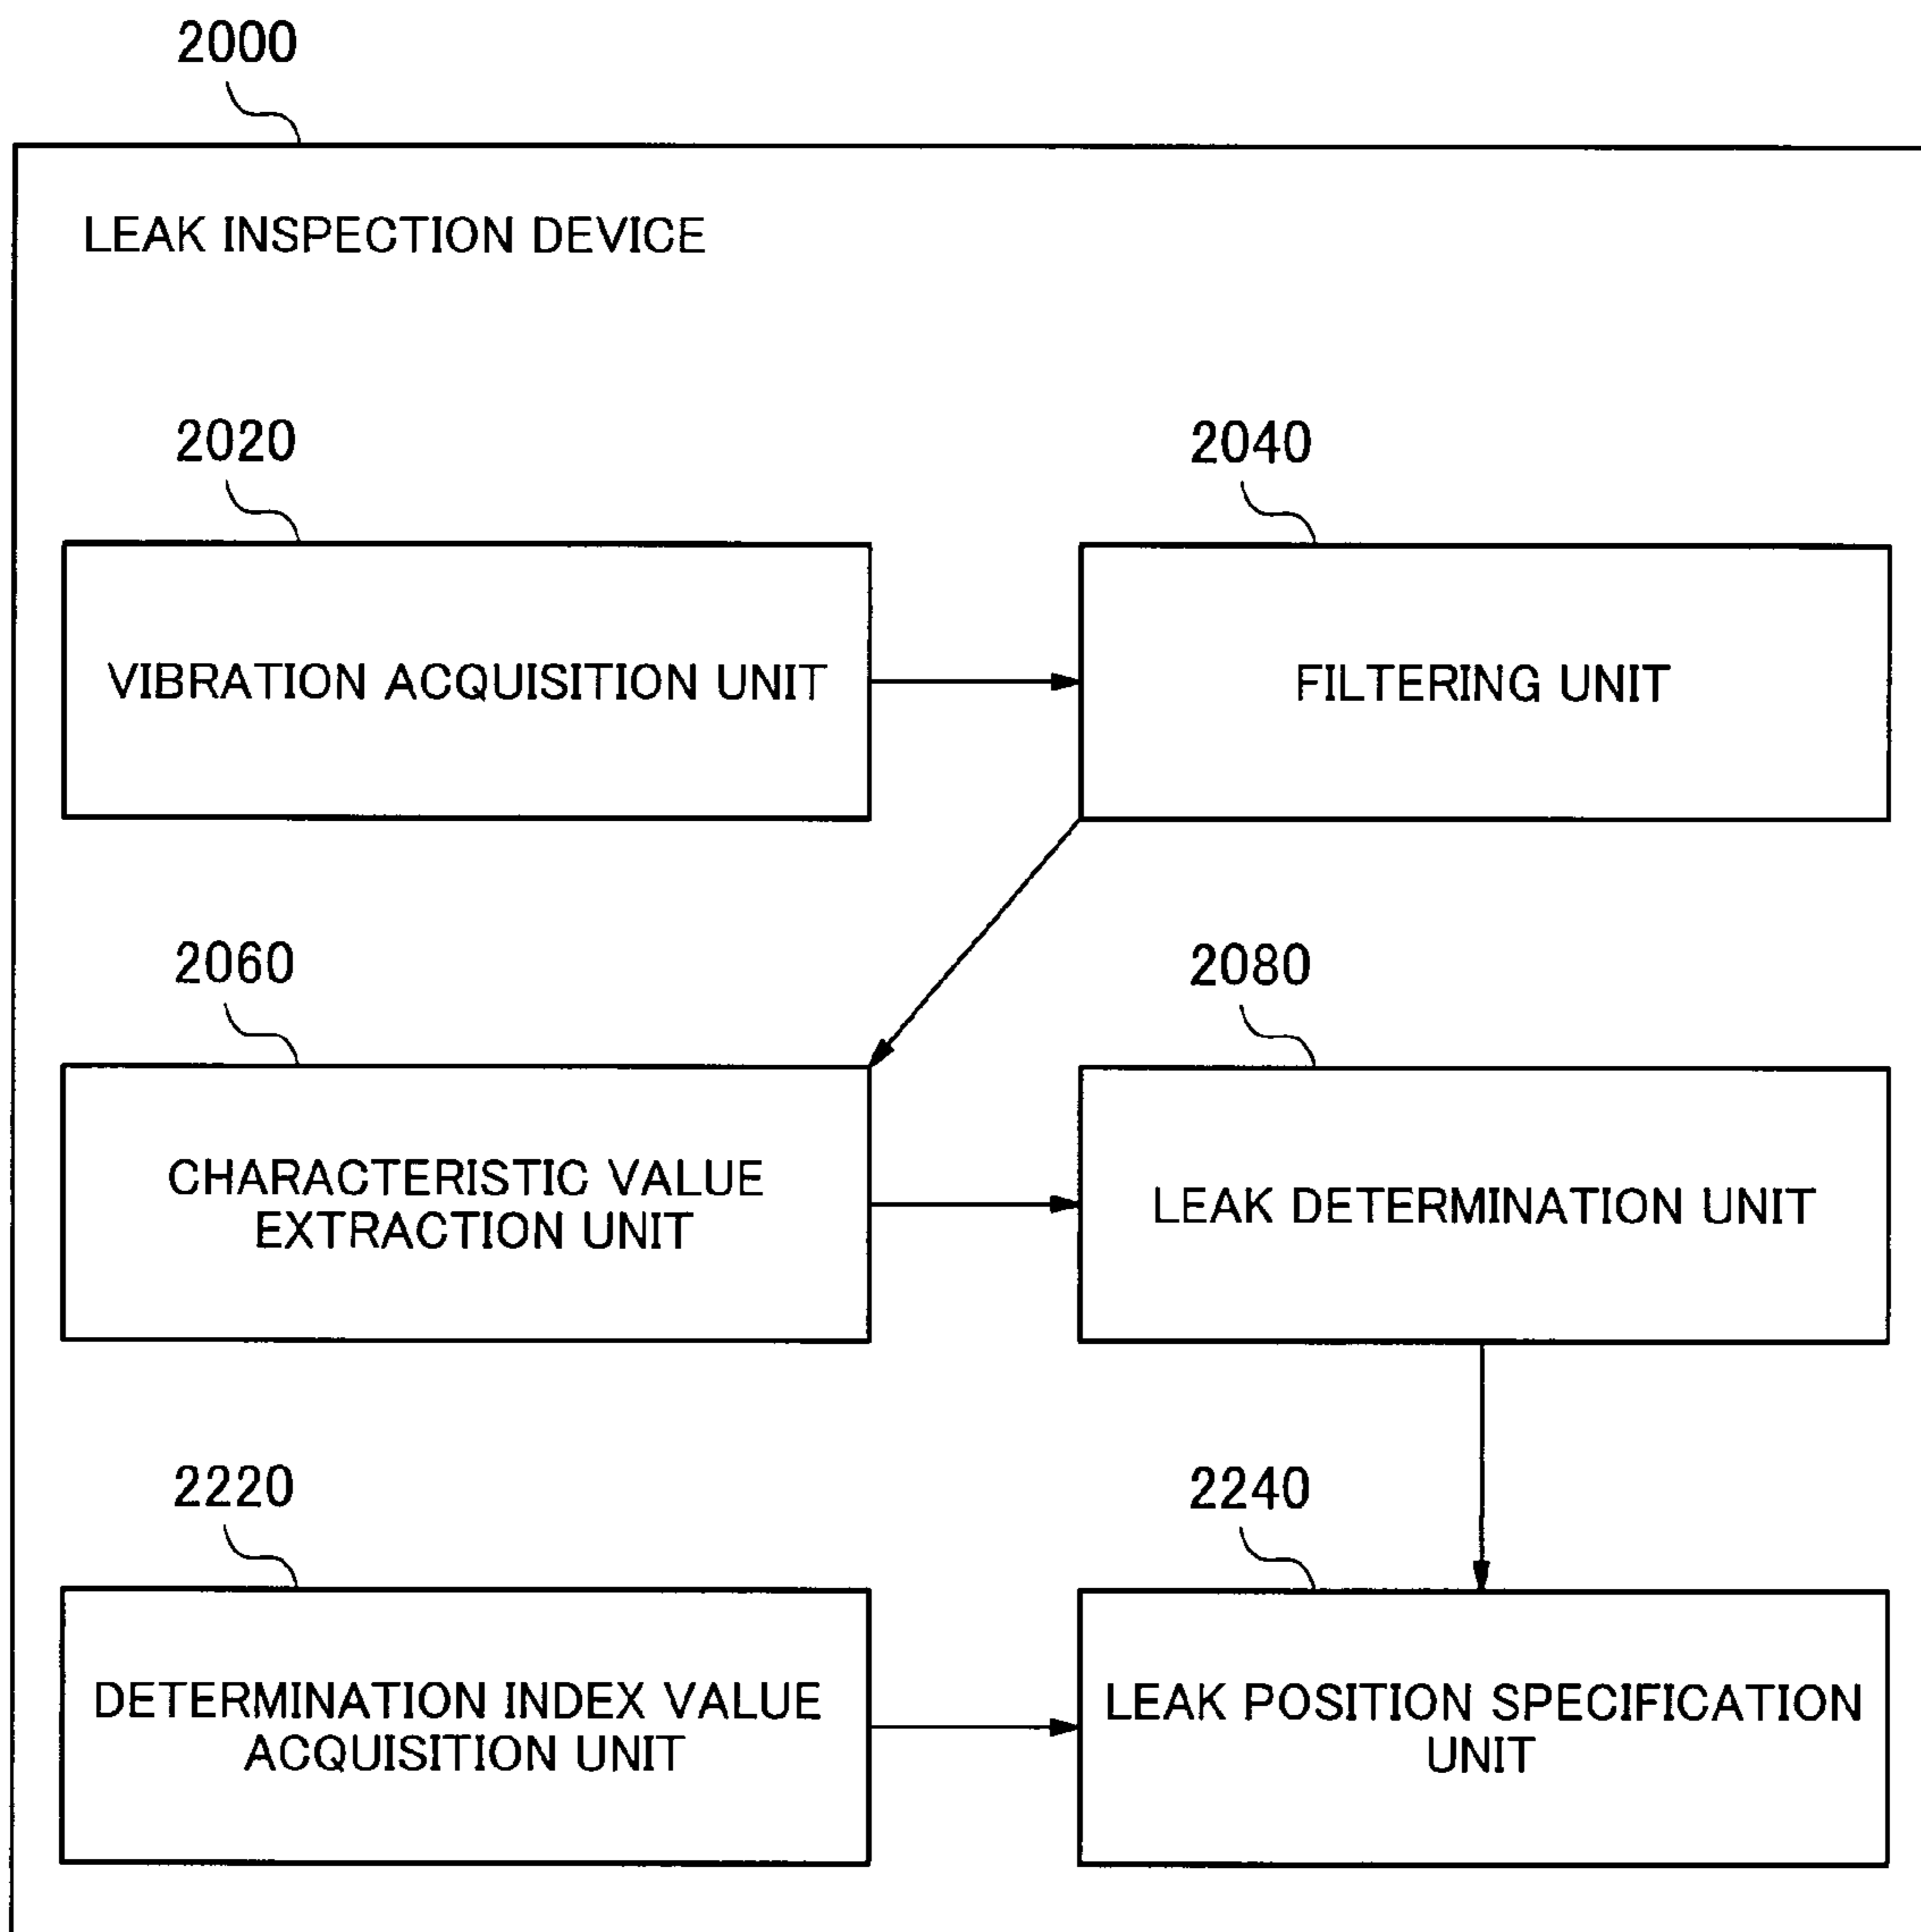 2000
LEAK INSPECTION DEVICE
2020
2040
VIBRATION ACQUISITION UNIT
FILTERING UNIT
2060
2080
CHARACTERISTIC VALUE
EXTRACTION UNIT
LEAK DETERMINATION UNIT
2220
2240
DETERMINATION INDEX VALUE
ACQUISITION UNIT
LEAK POSITION SPECIFICATION
UNIT